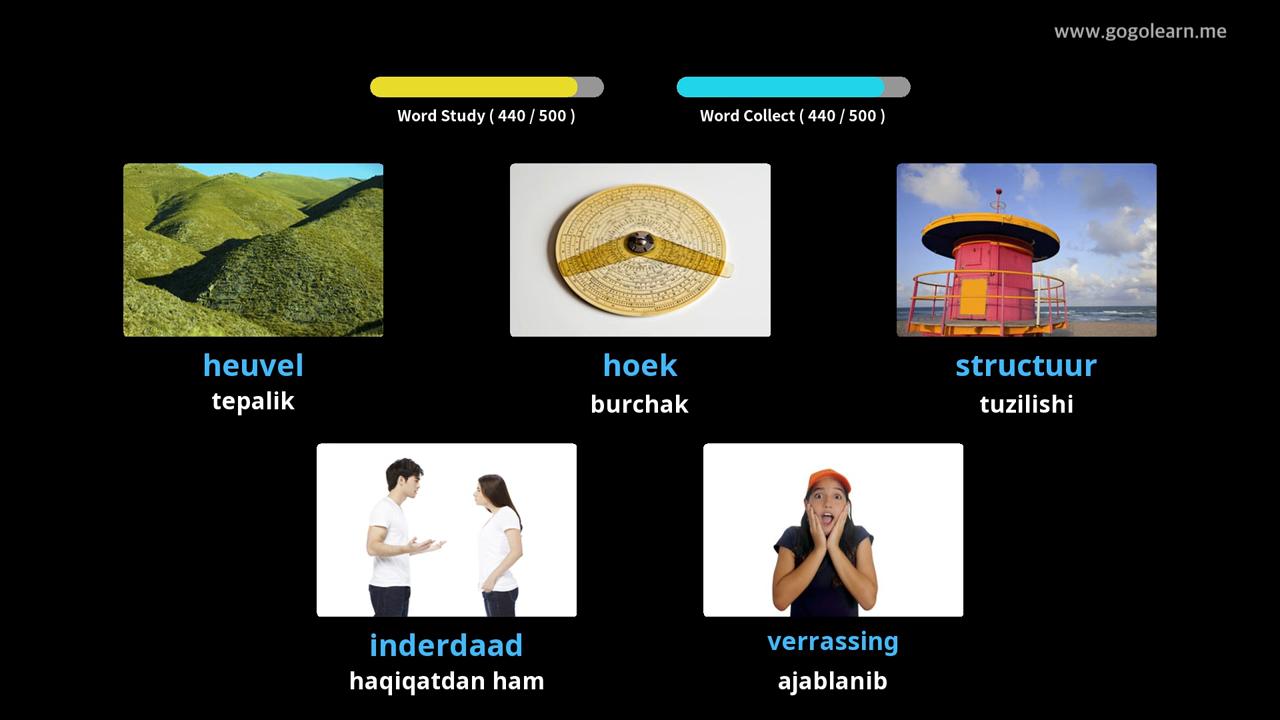 www.gogolearn.me
Word Study ( 440 / 500 )
Word Collect ( 440 / 500 )
heuvel
tepalik
hoek
burchak
structuur
tuzilishi
inderdaad
haqiqatdan ham
verrassing
ajablanib